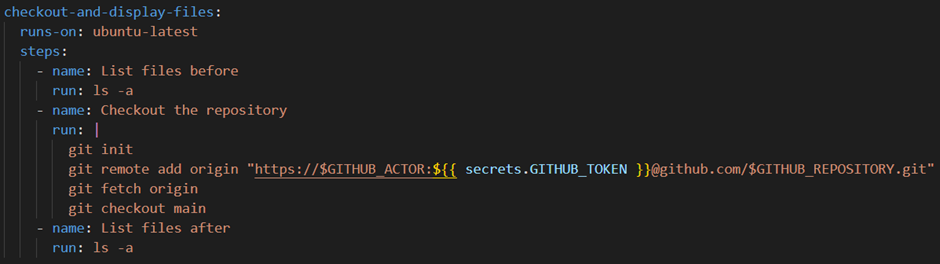 checkout-and-display-files:
  runs-on: ubuntu-latest
  steps:
    - name: List files before
      run: ls -a
    - name: Checkout the repository
      run: |
        git init
        git remote add origin "https://$GITHUB_ACTOR:${{ secrets.GITHUB_TOKEN }}@github.com/$GITHUB_REPOSITORY.git"
        git fetch origin
        git checkout main
    - name: List files after
      run: ls -a